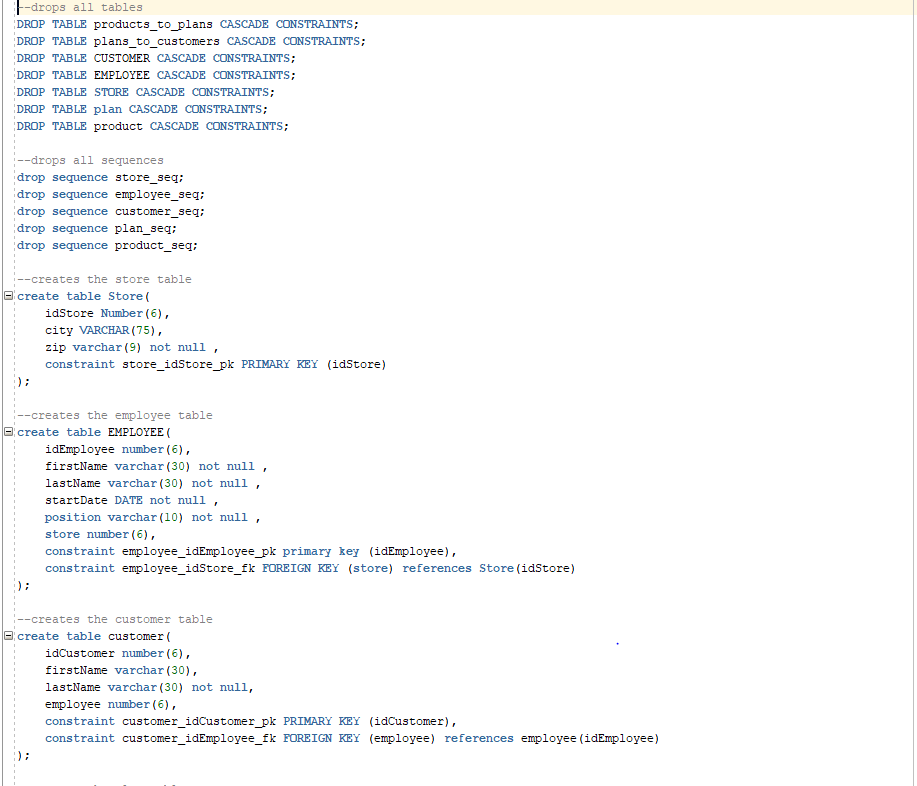 --drops all tables
DROP TABLE products_to_plans CASCADE CONSTRAINTS;
DROP TABLE plans_to_customers CASCADE CONSTRAINTS;
DROP TABLE CUSTOMER CASCADE CONSTRAINTS;
DROP TABLE EMPLOYEE CASCADE CONSTRAINTS;
DROP TABLE STORE CASCADE CONSTRAINTS;
DROP TABLE plan CASCADE CONSTRAINTS;
DROP TABLE product CASCADE CONSTRAINTS;
--drops all sequences
drop sequence store_seq;
drop sequence employee_seq;
drop sequence customer_seq;
drop sequence plan_seq;
drop sequence product_seq;
--creates the store table
create table Store(
idStore Number(6),
city VARCHAR(75),
zip varchar(9) not null ,
constraint store_idStore_pk PRIMARY KEY (idStore)
);
--creates the employee table
create table EMPLOYEE(
idEmployee number(6),
firstName varchar(30) not null ,
lastName varchar(30) not null ,
startDate DATE not null ,
position varchar(10) not null ,
store number(6),
constraint employee_idEmployee_pk primary key (idEmployee),
constraint employee_idStore_fk FOREIGN KEY (store) references Store(idStore)
);
--creates the customer table
create table customer(
idCustomer number(6),
firstName varchar(30),
lastName varchar(30) not null,
employee number(6),
constraint customer_idCustomer_pk PRIMARY KEY (idCustomer),
constraint customer_idEmployee_fk FOREIGN KEY (employee) references employee(idEmployee)
);